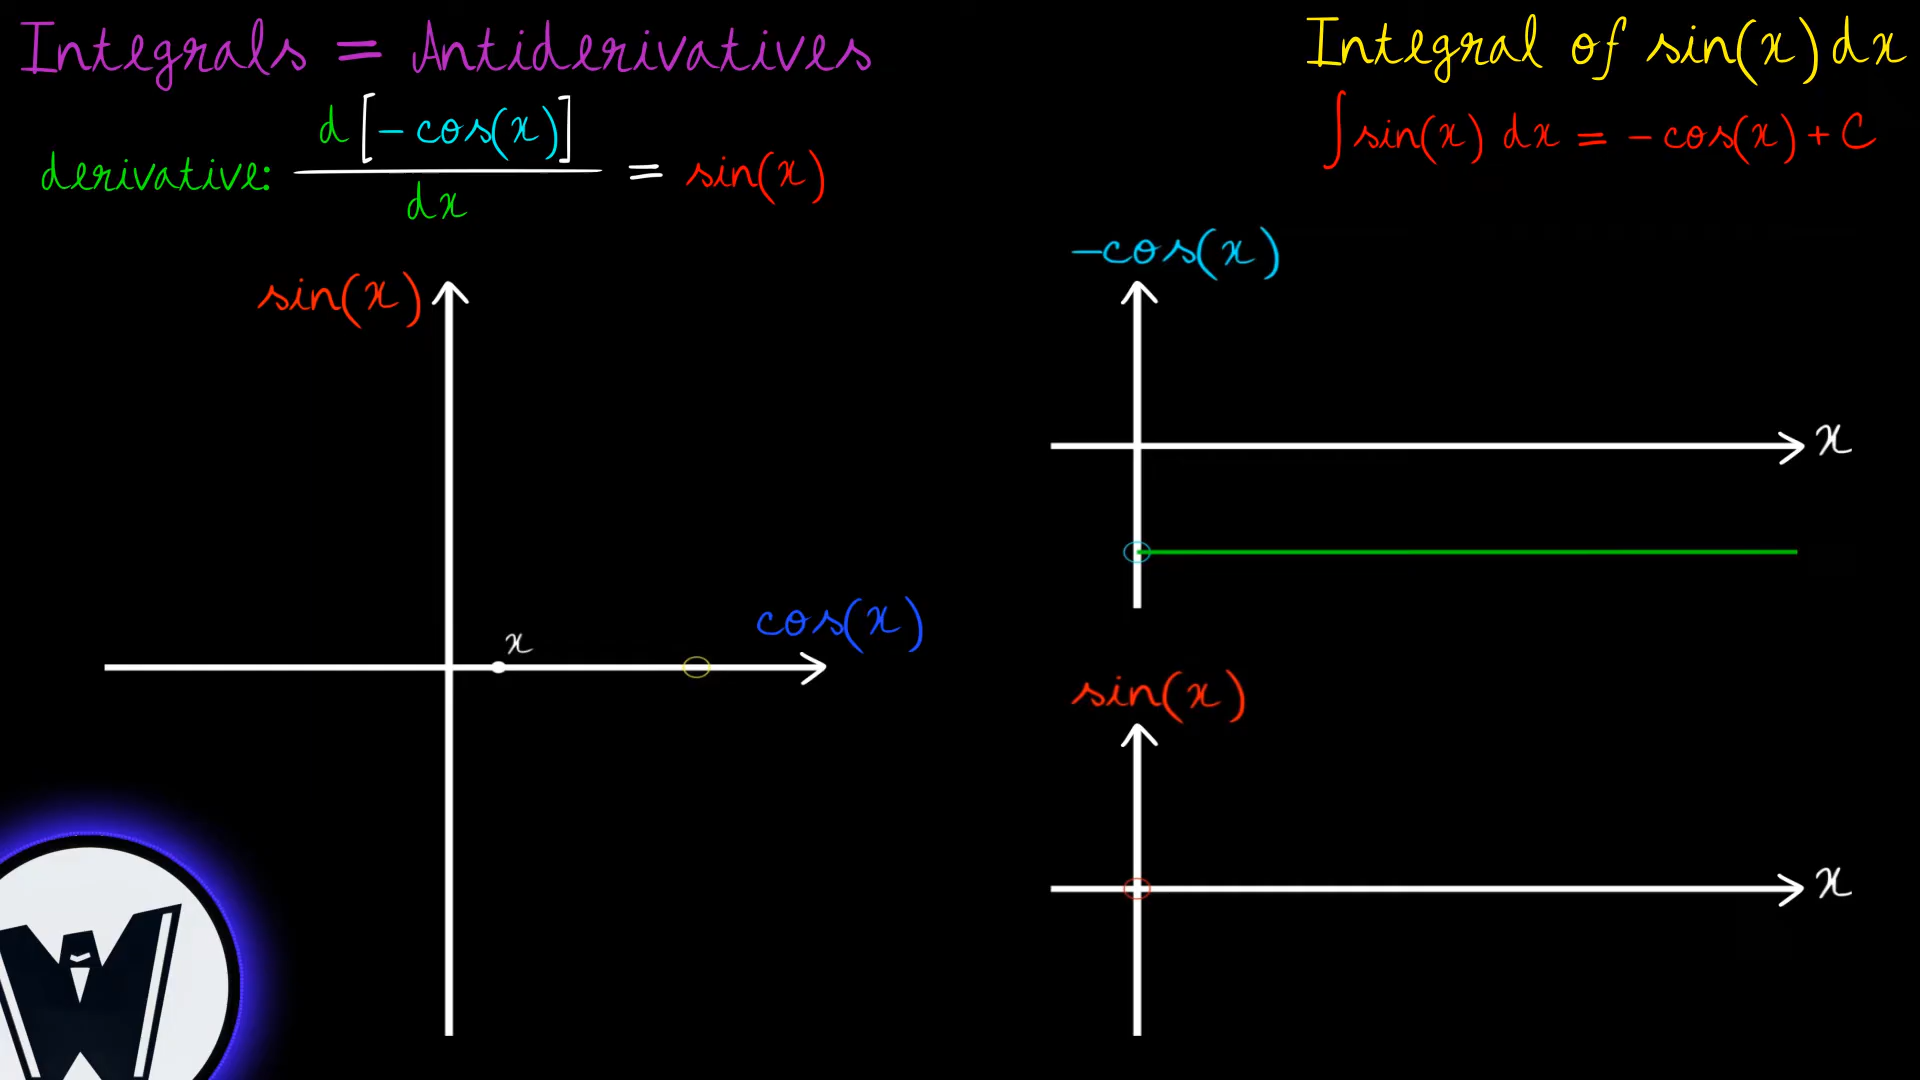 Integrals = Antiderivatives
derivative: d[-cos(x)]/dx = sin(x)
Integral of sin(x) dx
∫sin(x) dx = -cos(x) + C
sin(x)
cos(x)
x
-cos(x)
x
sin(x)
x
W